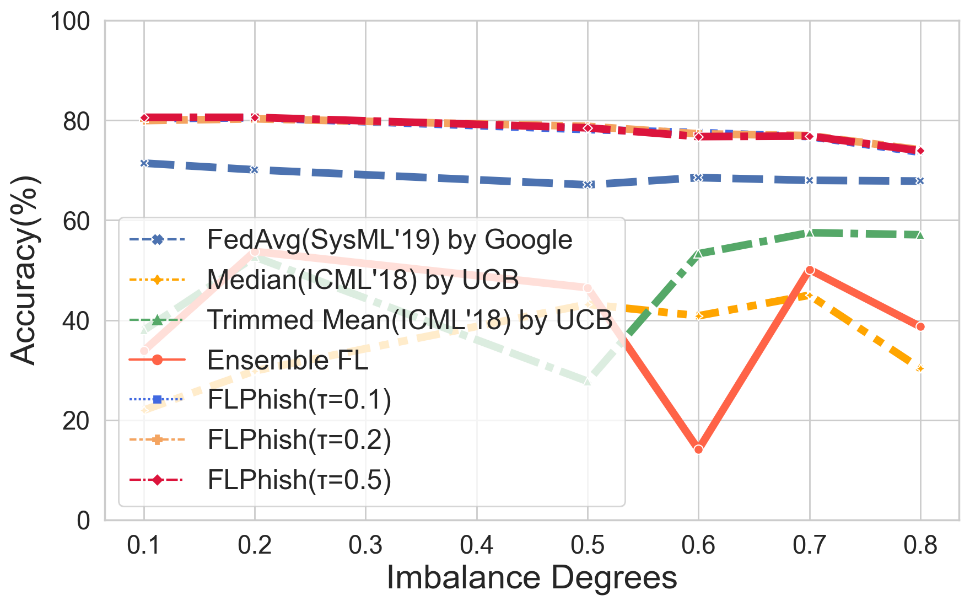 100
80
60
40
20
0
Accuracy(%)
FedAvg(SysML'19) by Google
Median(ICML'18) by UCB
Trimmed Mean(ICML'18) by UCB
Ensemble FL
FLPhish(τ=0.1)
FLPhish(τ=0.2)
FLPhish(τ=0.5)
0.1 0.2 0.3 0.4 0.5 0.6 0.7 0.8
Imbalance Degrees